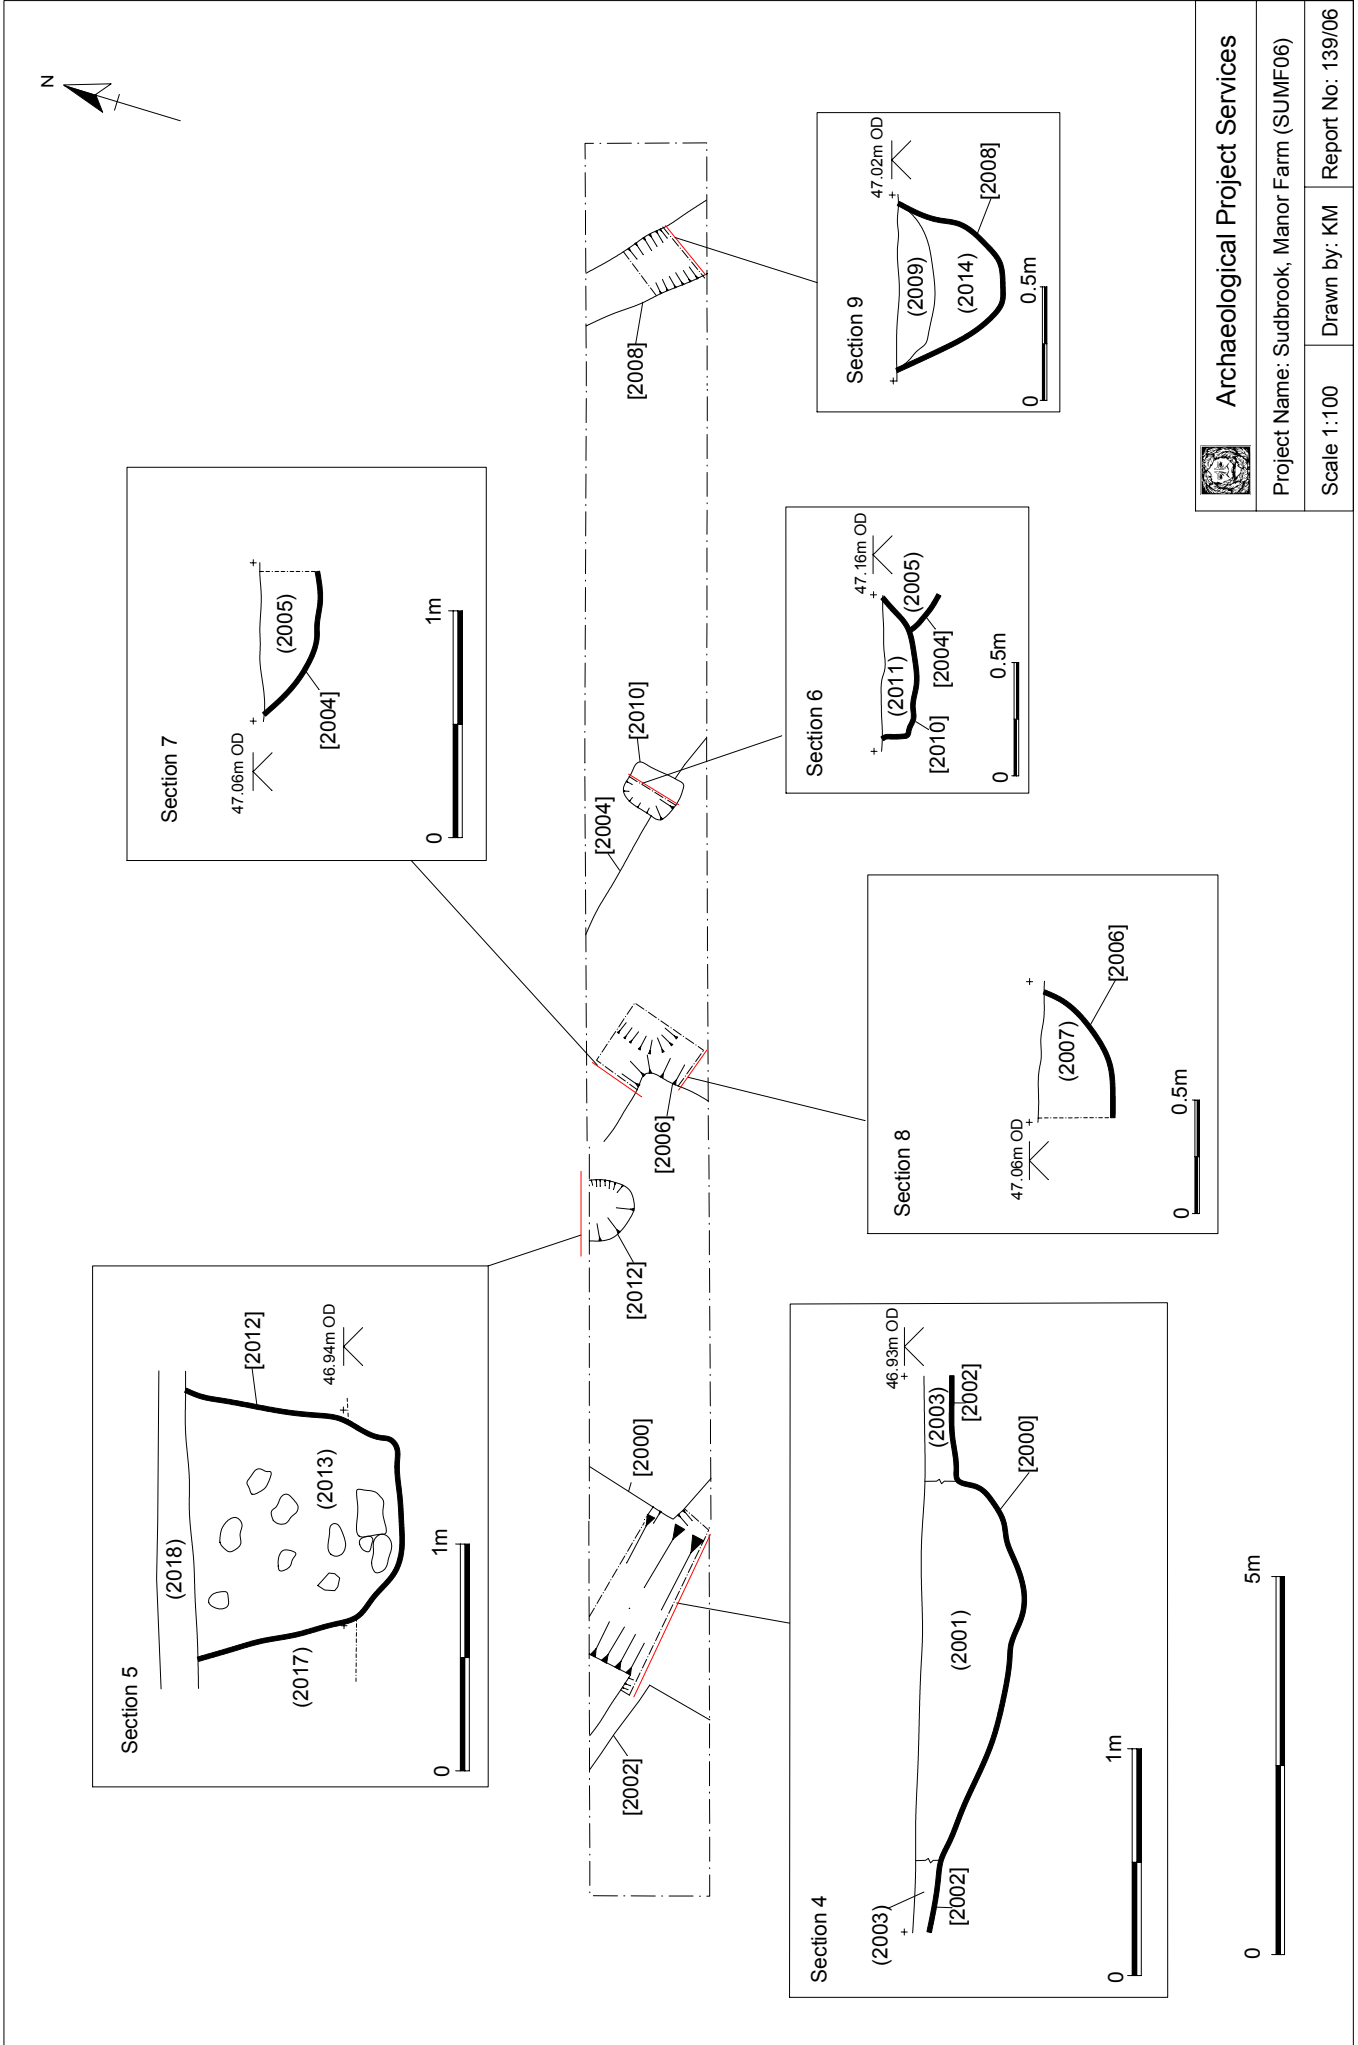 N
Section 5
(2018)
(2017)
(2013)
[2012]
46.94m OD
0
1m
Section 7
47.06m OD
(2005)
[2004]
0
1m
[2002]
[2000]
[2012]
[2006]
[2004]
[2010]
[2008]
Section 4
(2003)
[2002]
(2001)
[2000]
(2003)
[2002]
46.93m OD
0
1m
Section 8
47.06m OD
(2007)
[2006]
0
0.5m
Section 6
[2010]
(2011)
[2004]
(2005)
47.16m OD
0
0.5m
Section 9
(2009)
(2014)
[2008]
47.02m OD
0
0.5m
0
5m
Archaeological Project Services
Project Name: Sudbrook, Manor Farm (SUMF06)
Scale 1:100
Drawn by: KM
Report No: 139/06